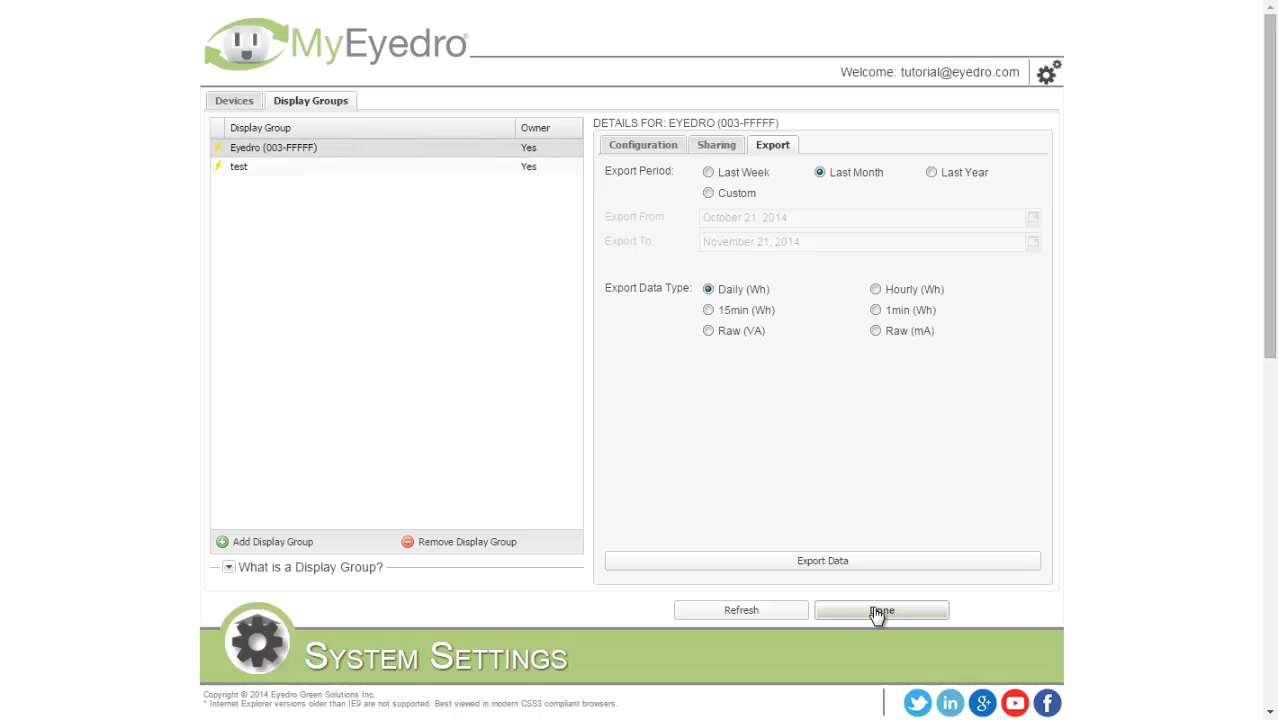 MyEyedro®
Welcome: tutorial@eyedro.com
Devices
Display Groups
Display Group
Owner
Eyedro (003-FFFFF)
Yes
test
Yes
Add Display Group
Remove Display Group
What is a Display Group?
DETAILS FOR: EYEDRO (003-FFFFF)
Configuration
Sharing
Export
Export Period:
Last Week
Last Month
Last Year
Custom
Export From:
October 21, 2014
Export To:
November 21, 2014
Export Data Type:
Daily (Wh)
Hourly (Wh)
15min (Wh)
1min (Wh)
Raw (VA)
Raw (mA)
Export Data
Refresh
Done
SYSTEM SETTINGS
Copyright © 2014 Eyedro Green Solutions Inc.
* Internet Explorer versions older than IE9 are not supported. Best viewed in modern CSS3 compliant browsers.